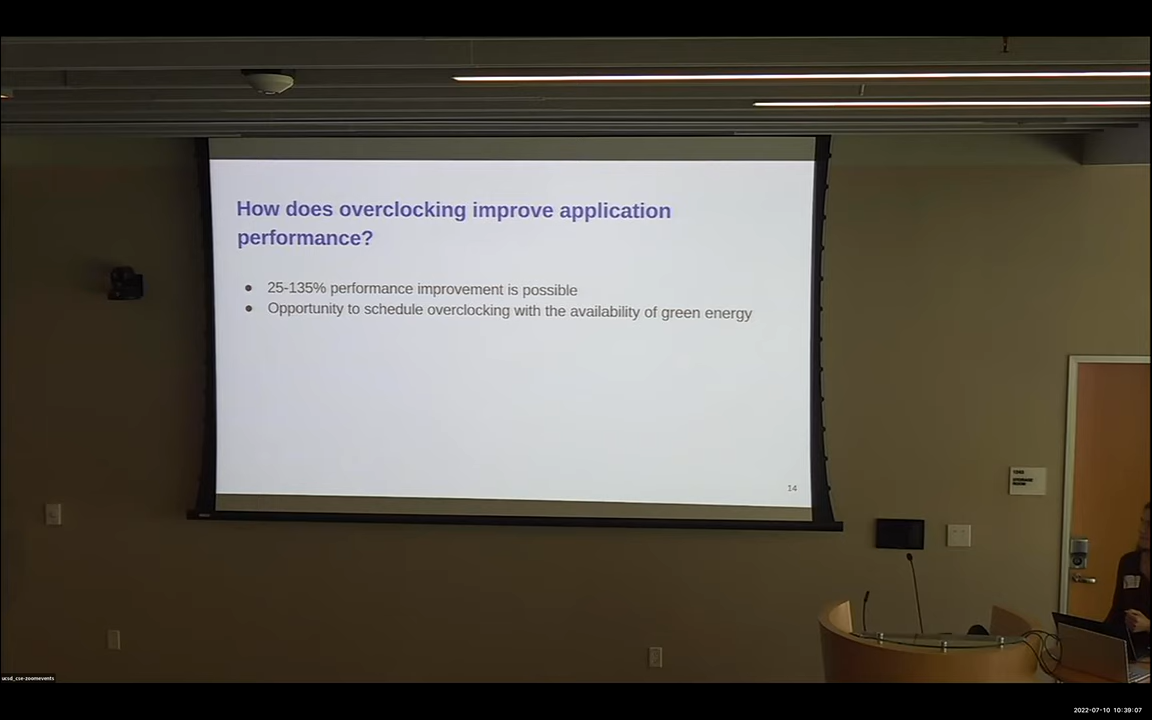 How does overclocking improve application
performance?
● 25-135% performance improvement is possible
● Opportunity to schedule overclocking with the availability of green energy
14
ucsd_cse-zoomevents
2022-07-10 10:39:07